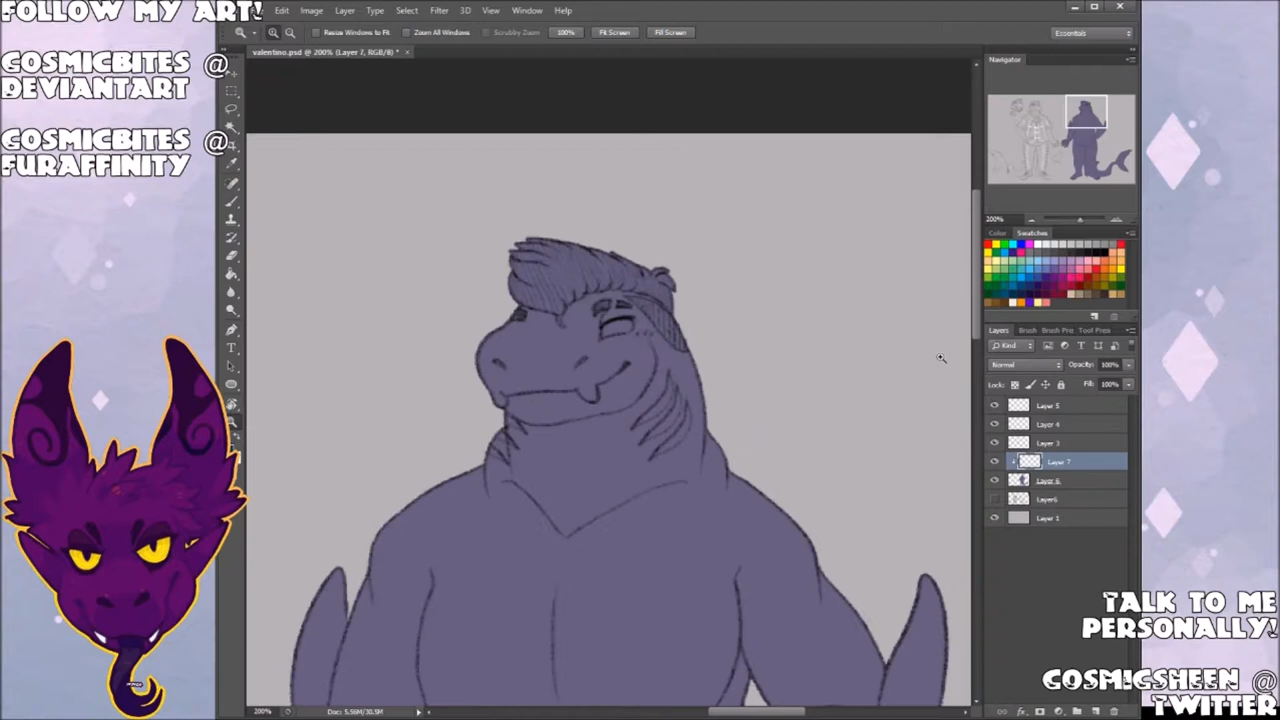 FOLLOW MY ART!
COSMICBITES @
DEVIANTART
COSMICBITES @
FURAFFINITY
Edit Image Layer Type Select Filter 3D View Window Help
Resize Windows to Fit Zoom All Windows Scrubby Zoom 100% Fit Screen Fill Screen Essentials
valentino.psd @ 200% (Layer 7, RGB/8) * ×
Navigator
200%
Color Swatches
Layers Brush Brush Pre Tool Prese
Kind
Normal Opacity: 100%
Lock: Fill: 100%
Layer 5
Layer 4
Layer 3
Layer 7
Layer 6
Layer6
Layer 1
200% Doc: 5.56M/30.5M
TALK TO ME
PERSONALLY!
COSMICSHEEN @
TWITTER